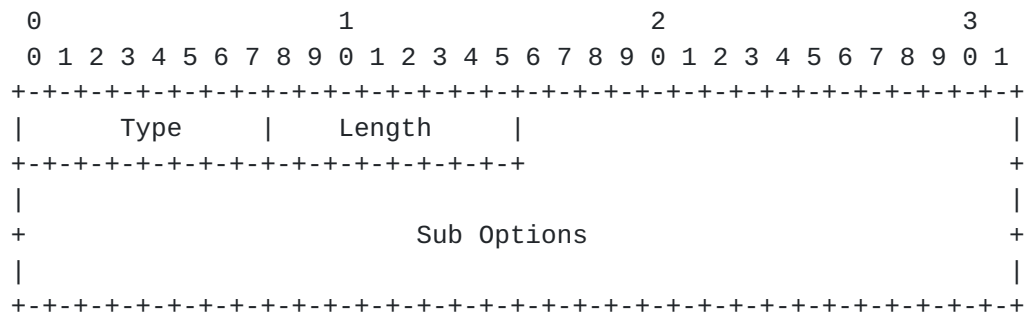 0                   1                   2                   3
 0 1 2 3 4 5 6 7 8 9 0 1 2 3 4 5 6 7 8 9 0 1 2 3 4 5 6 7 8 9 0 1
+-+-+-+-+-+-+-+-+-+-+-+-+-+-+-+-+-+-+-+-+-+-+-+-+-+-+-+-+-+-+-+-+
|      Type     |    Length     |                               |
+-+-+-+-+-+-+-+-+-+-+-+-+-+-+-+-+                               +
|                                                               |
+                         Sub Options                           +
|                                                               |
+-+-+-+-+-+-+-+-+-+-+-+-+-+-+-+-+-+-+-+-+-+-+-+-+-+-+-+-+-+-+-+-+